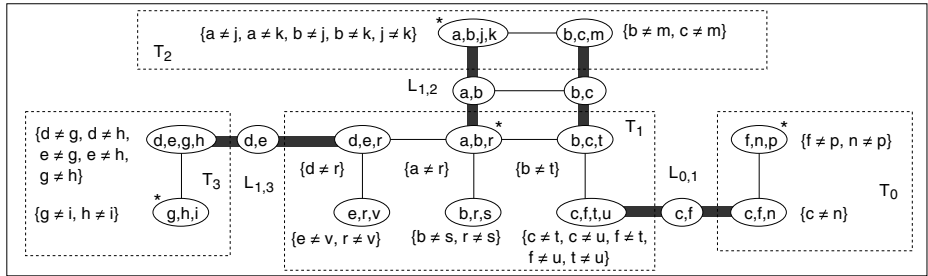 {a ≠ j, a ≠ k, b ≠ j, b ≠ k, j ≠ k}
*
a,b,j,k
b,c,m
{b ≠ m, c ≠ m}
T2
L1,2
a,b
b,c
{d ≠ g, d ≠ h,
e ≠ g, e ≠ h,
g ≠ h}
d,e,g,h
d,e
d,e,r
a,b,r
*
b,c,t
T1
f,n,p
*
{f ≠ p, n ≠ p}
{d ≠ r}
{a ≠ r}
{b ≠ t}
T3
L1,3
L0,1
T0
{g ≠ i, h ≠ i}
*
g,h,i
e,r,v
b,r,s
c,f,t,u
c,f
c,f,n
{c ≠ n}
{e ≠ v, r ≠ v}
{b ≠ s, r ≠ s}
{c ≠ t, c ≠ u, f ≠ t,
f ≠ u, t ≠ u}